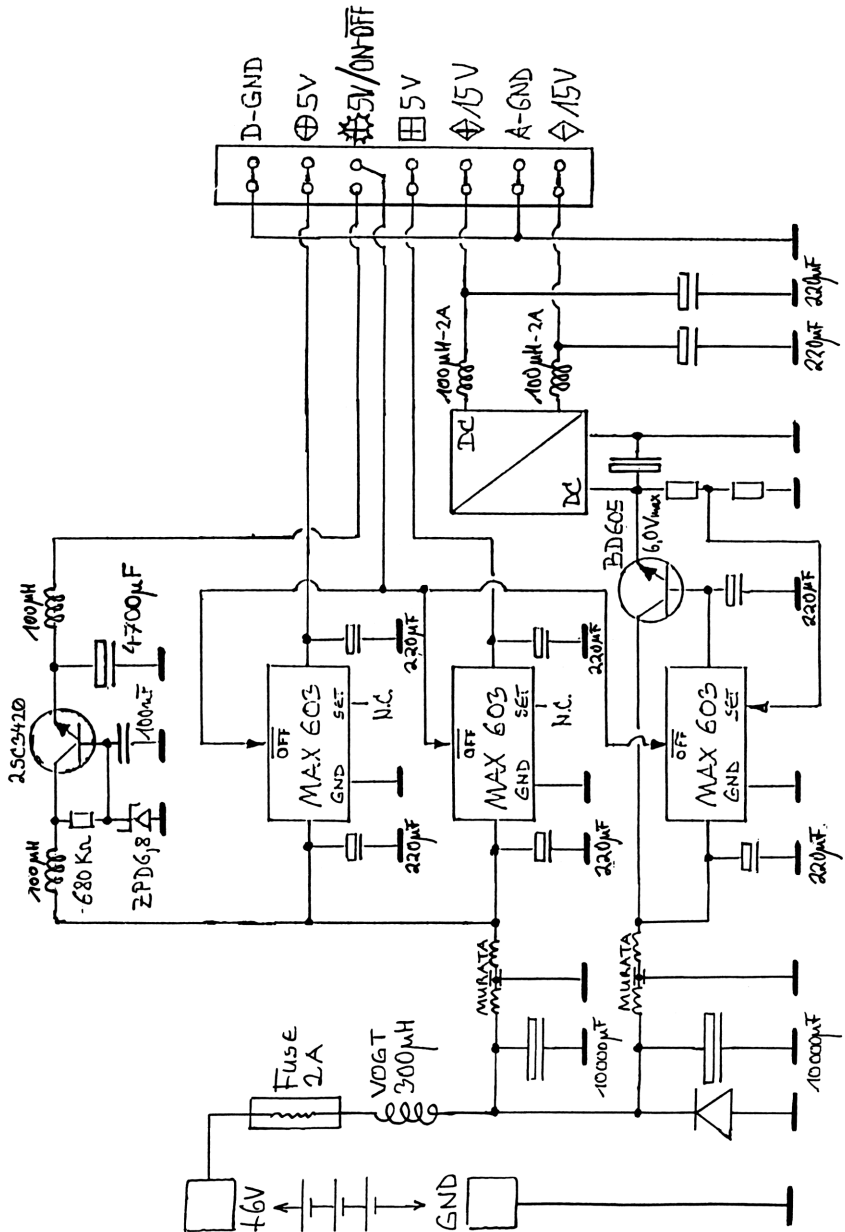 +6V
GND
Fuse
2A
VOGT
300µH
10000µF
10000µF
MURATA
MURATA
100µH
680 KΩ
ZPD6,8
2SC3420
100nF
4700µF
100µH
220µF
OFF
MAX 603
GND SET
N.C.
220µF
220µF
OFF
MAX 603
GND SET
N.C.
220µF
220µF
OFF
MAX 603
GND SET
220µF
BD605
6,0Vmax
DC
DC
100µH-2A
100µH-2A
220µF
220µF
D-GND
⊕5V
5V/ON-OFF
⊞5V
15V
A-GND
15V